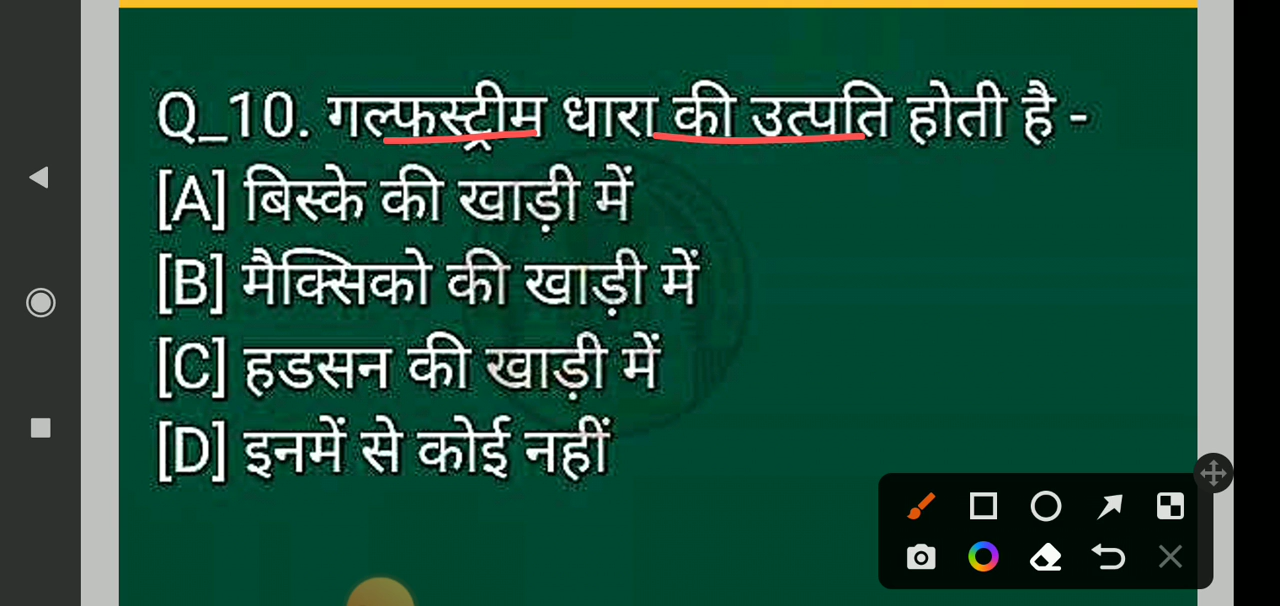 Q_10. गल्फस्ट्रीम धारा की उत्पति होती है -
[A] बिस्के की खाड़ी में
[B] मैक्सिको की खाड़ी में
[C] हडसन की खाड़ी में
[D] इनमें से कोई नहीं